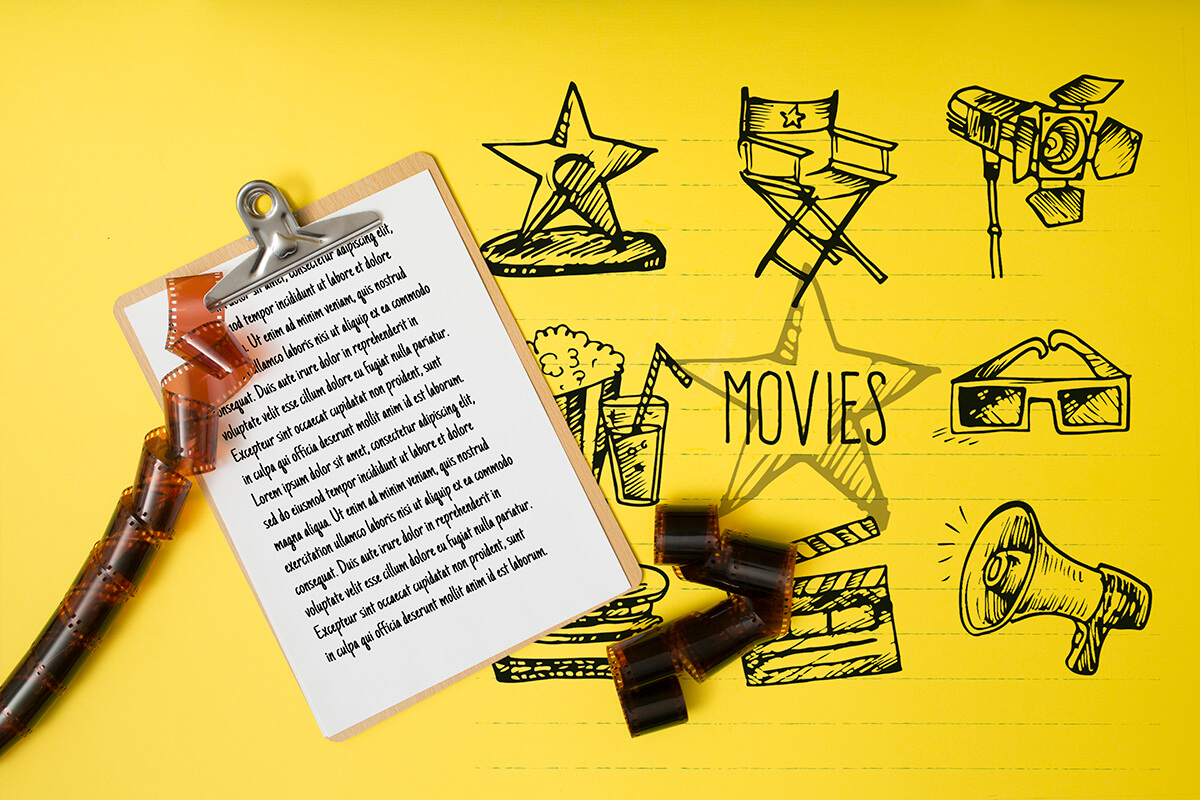 dolor sit amet, consectetur adipiscing elit,
tempor incididunt ut labore et dolore
Ut enim ad minim veniam, quis nostrud
ullamco laboris nisi ut aliquip ex ea commodo
consequat. Duis aute irure dolor in reprehenderit in
voluptate velit esse cillum dolore eu fugiat nulla pariatur.
Excepteur sint occaecat cupidatat non proident, sunt
in culpa qui officia deserunt mollit anim id est laborum.
Lorem ipsum dolor sit amet, consectetur adipiscing elit,
sed do eiusmod tempor incididunt ut labore et dolore
magna aliqua. Ut enim ad minim veniam, quis nostrud
exercitation ullamco laboris nisi ut aliquip ex ea commodo
consequat. Duis aute irure dolor in reprehenderit in
voluptate velit esse cillum dolore eu fugiat nulla pariatur.
Excepteur sint occaecat cupidatat non proident, sunt
in culpa qui officia deserunt mollit anim id est laborum.
MOVIES